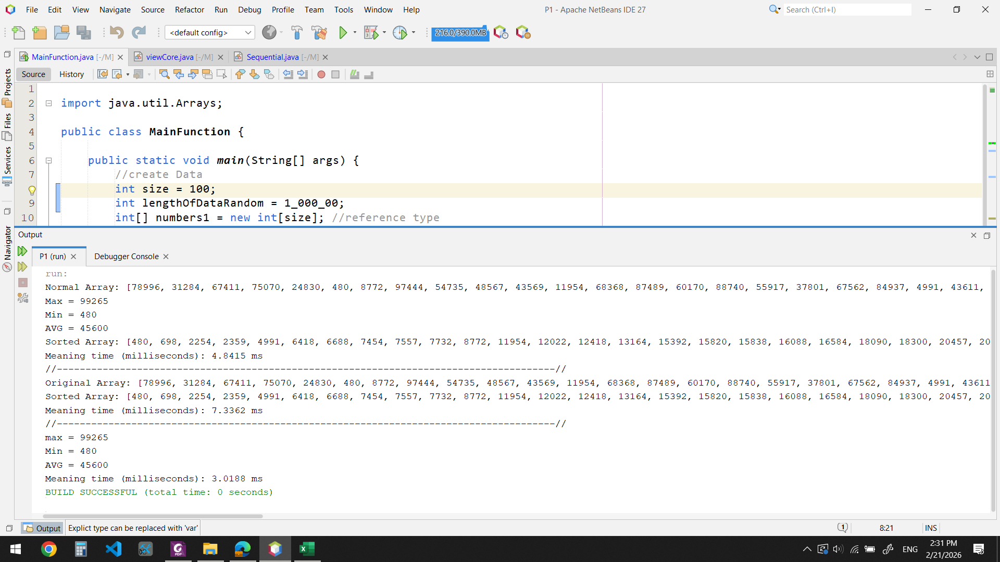 File Edit View Navigate Source Refactor Run Debug Profile Team Tools Window Help P1 - Apache NetBeans IDE 27 Search (Ctrl+I)
<default config> 216.0/390.0MB
MainFunction.java [-/M] viewCore.java [-/M] Sequential.java [-/M]
Source History
Projects
Files
Services
Navigator
1
2 import java.util.Arrays;
3
4 public class MainFunction {
5
6 public static void main(String[] args) {
7 //create Data
int size = 100;
9 int lengthOfDataRandom = 1_000_00;
10 int[] numbers1 = new int[size]; //reference type
Output
P1 (run) Debugger Console
run:
Normal Array: [78996, 31284, 67411, 75070, 24830, 480, 8772, 97444, 54735, 48567, 43569, 11954, 68368, 87489, 60170, 88740, 55917, 37801, 67562, 84937, 4991, 43611,
Max = 99265
Min = 480
AVG = 45600
Sorted Array: [480, 698, 2254, 2359, 4991, 6418, 6688, 7454, 7557, 7732, 8772, 11954, 12022, 12418, 13164, 15392, 15820, 15838, 16088, 16584, 18090, 18300, 20457, 20
Meaning time (milliseconds): 4.8415 ms
//---------------------------------------------------------------------------------------//
Original Array: [78996, 31284, 67411, 75070, 24830, 480, 8772, 97444, 54735, 48567, 43569, 11954, 68368, 87489, 60170, 88740, 55917, 37801, 67562, 84937, 4991, 43611
Sorted Array: [480, 698, 2254, 2359, 4991, 6418, 6688, 7454, 7557, 7732, 8772, 11954, 12022, 12418, 13164, 15392, 15820, 15838, 16088, 16584, 18090, 18300, 20457, 20
Meaning time (milliseconds): 7.3362 ms
//---------------------------------------------------------------------------------------//
max = 99265
Min = 480
AVG = 45600
Meaning time (milliseconds): 3.0188 ms
BUILD SUCCESSFUL (total time: 0 seconds)
Output Explict type can be replaced with 'var' 1 8:21 INS
PDF ENG 2:31 PM
2/21/2026